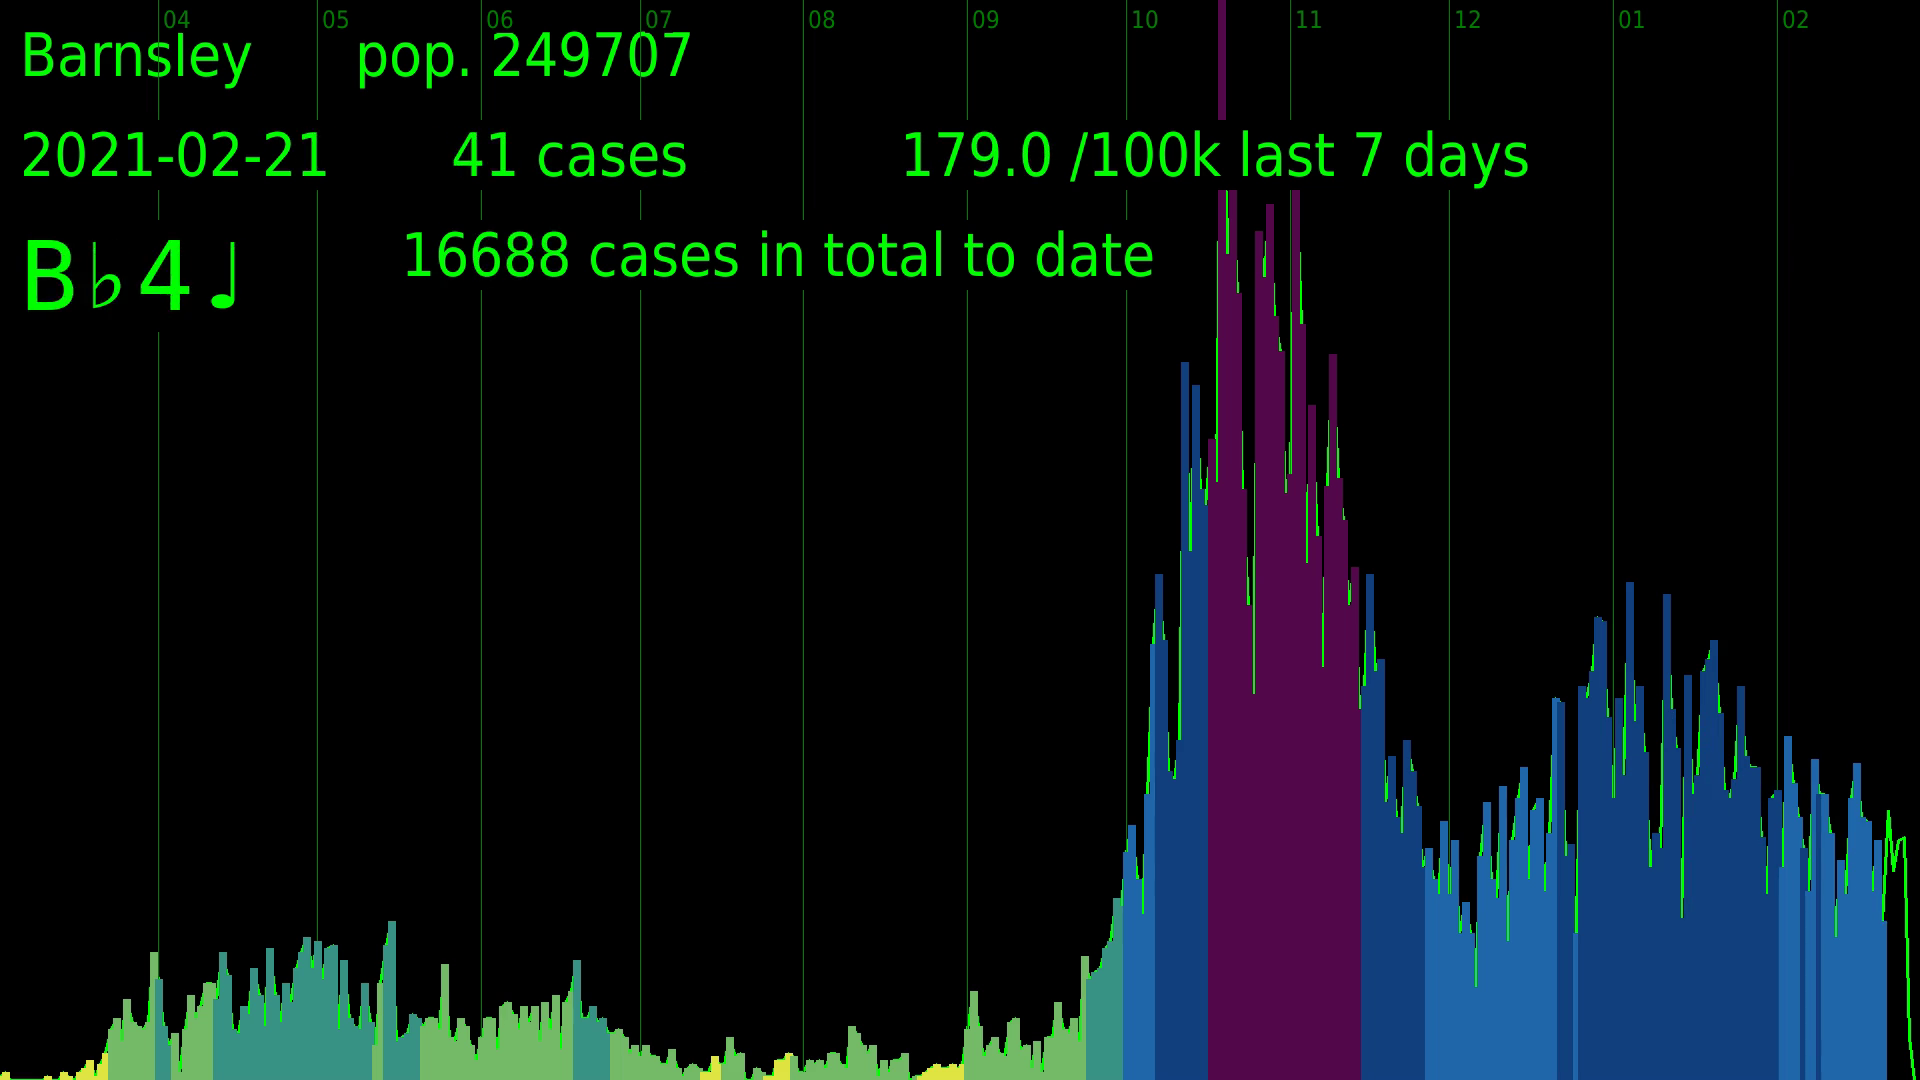 04 05 06 07 08 09 10 11 12 01 02
Barnsley pop. 249707
2021-02-21 41 cases 179.0 /100k last 7 days
B♭4♩ 16688 cases in total to date